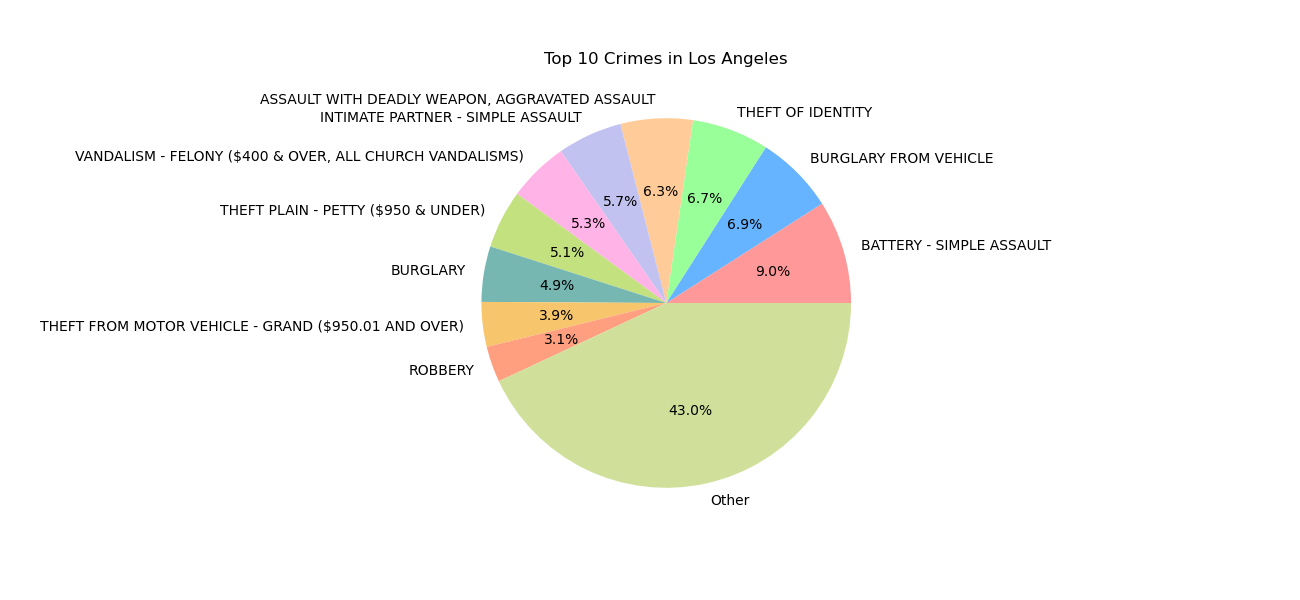 Top 10 Crimes in Los Angeles
ASSAULT WITH DEADLY WEAPON, AGGRAVATED ASSAULT
THEFT OF IDENTITY
INTIMATE PARTNER - SIMPLE ASSAULT
VANDALISM - FELONY ($400 & OVER, ALL CHURCH VANDALISMS)
BURGLARY FROM VEHICLE
6.3%
6.7%
5.7%
THEFT PLAIN - PETTY ($950 & UNDER)
5.3%
6.9%
BATTERY - SIMPLE ASSAULT
5.1%
BURGLARY
9.0%
4.9%
3.9%
THEFT FROM MOTOR VEHICLE - GRAND ($950.01 AND OVER)
3.1%
ROBBERY
43.0%
Other